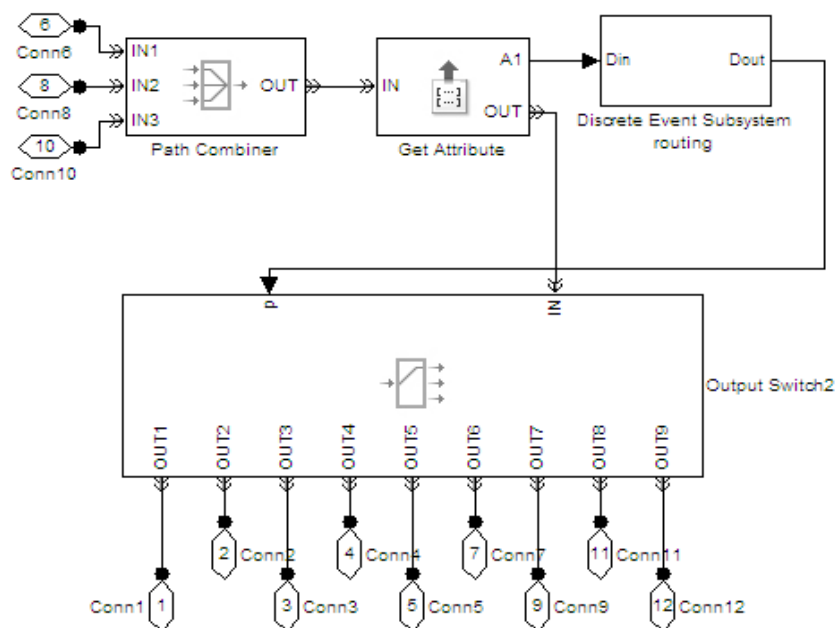 6
Conn6
8
Conn8
10
Conn10
IN1
IN2
IN3
OUT
Path Combiner
IN
A1
OUT
[...]
Get Attribute
Din
Dout
Discrete Event Subsystem
routing
p
IN
Output Switch2
OUT1
OUT2
OUT3
OUT4
OUT5
OUT6
OUT7
OUT8
OUT9
2 Conn2
4 Conn4
7 Conn7
11 Conn11
Conn1 1
3 Conn3
5 Conn5
9 Conn9
12 Conn12